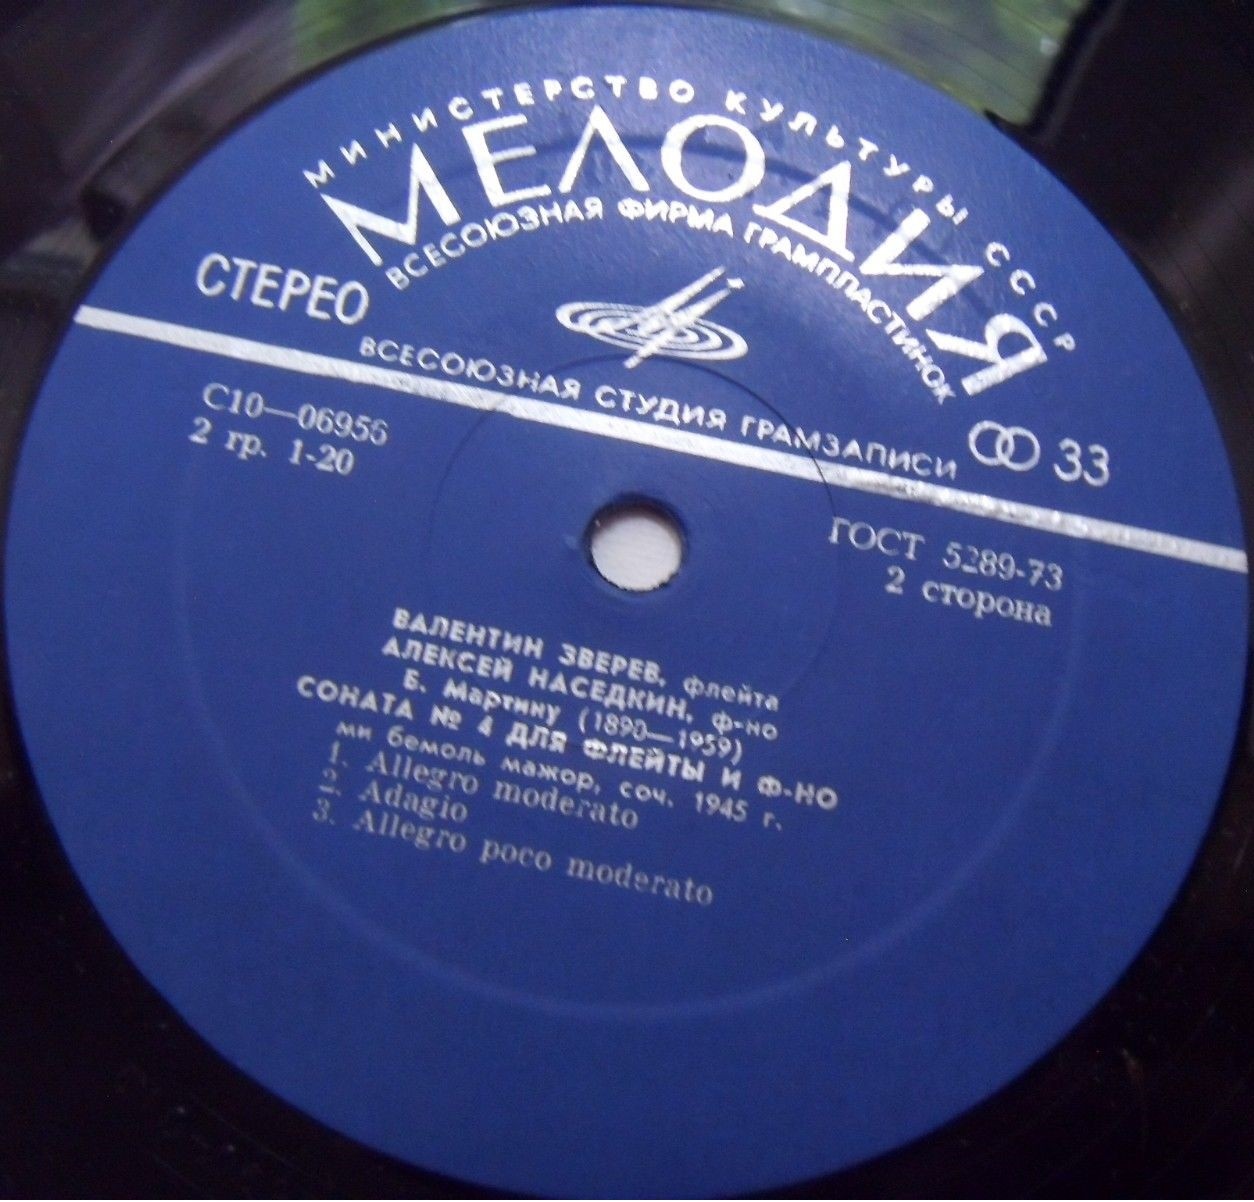 МИНИСТЕРСТВО КУЛЬТУРЫ СССР
МЕЛОДИЯ
ВСЕСОЮЗНАЯ ФИРМА ГРАМПЛАСТИНОК
СТЕРЕО
ВСЕСОЮЗНАЯ СТУДИЯ ГРАМЗАПИСИ
33
С10—06956
2 гр. 1-20
ГОСТ 5289-73
2 сторона
ВАЛЕНТИН ЗВЕРЕВ, флейта
АЛЕКСЕЙ НАСЕДКИН, ф-но
Б. Мартину (1890—1959)
СОНАТА № 4 ДЛЯ ФЛЕЙТЫ И Ф-НО
ми бемоль мажор, соч. 1945 г.
1. Allegro moderato
2. Adagio
3. Allegro poco moderato